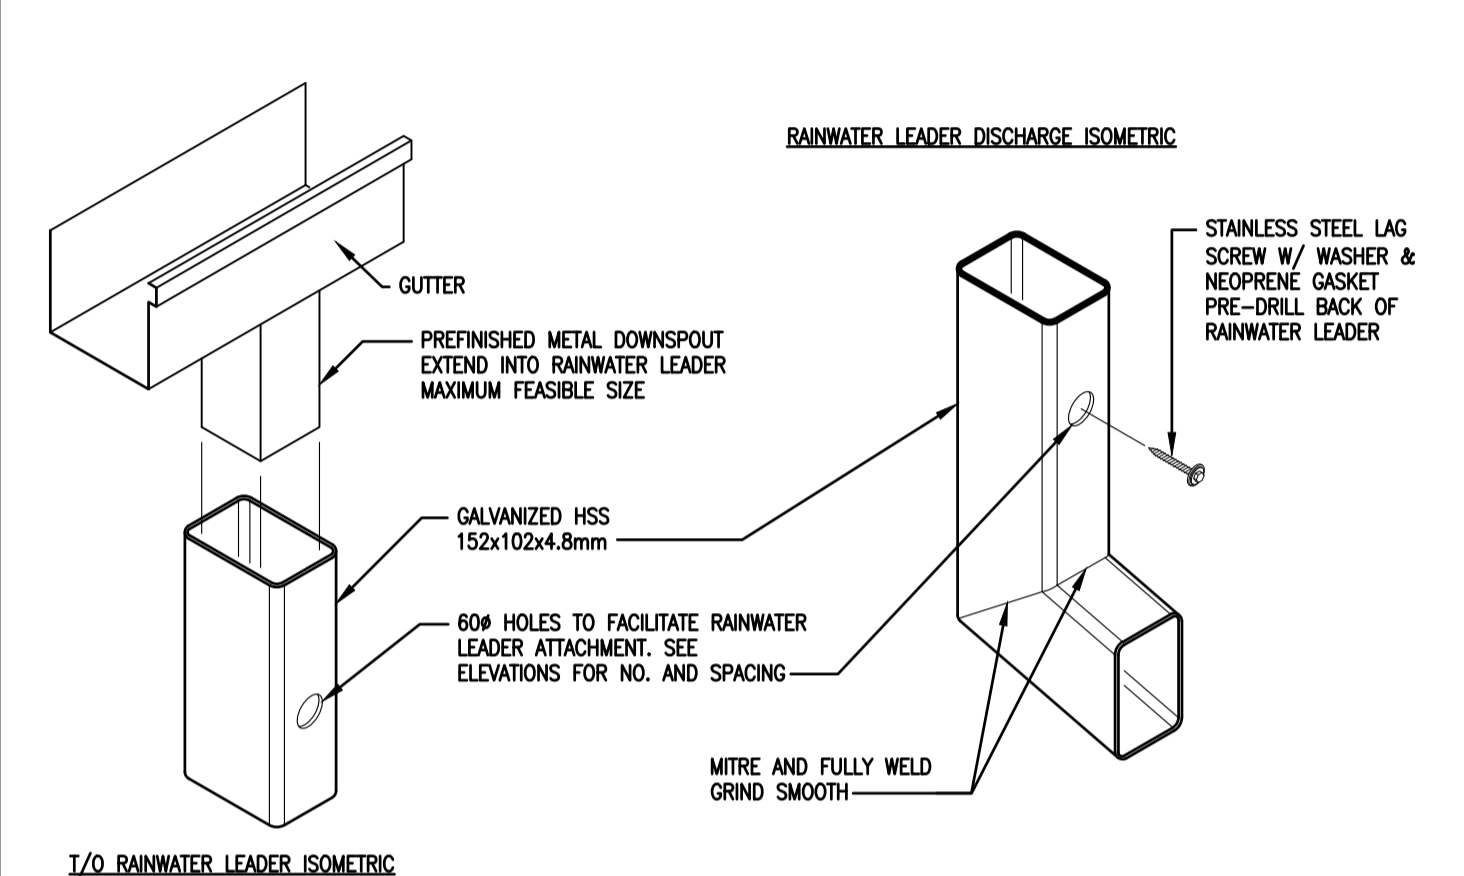 RAINWATER LEADER DISCHARGE ISOMETRIC
STAINLESS STEEL LAG
SCREW W/ WASHER &
NEOPRENE GASKET
PRE-DRILL BACK OF
RAINWATER LEADER
GUTTER
PREFINISHED METAL DOWNSPOUT
EXTEND INTO RAINWATER LEADER
MAXIMUM FEASIBLE SIZE
GALVANIZED HSS
152x102x4.8mm
60ø HOLES TO FACILITATE RAINWATER
LEADER ATTACHMENT. SEE
ELEVATIONS FOR NO. AND SPACING
MITRE AND FULLY WELD
GRIND SMOOTH
T/O RAINWATER LEADER ISOMETRIC